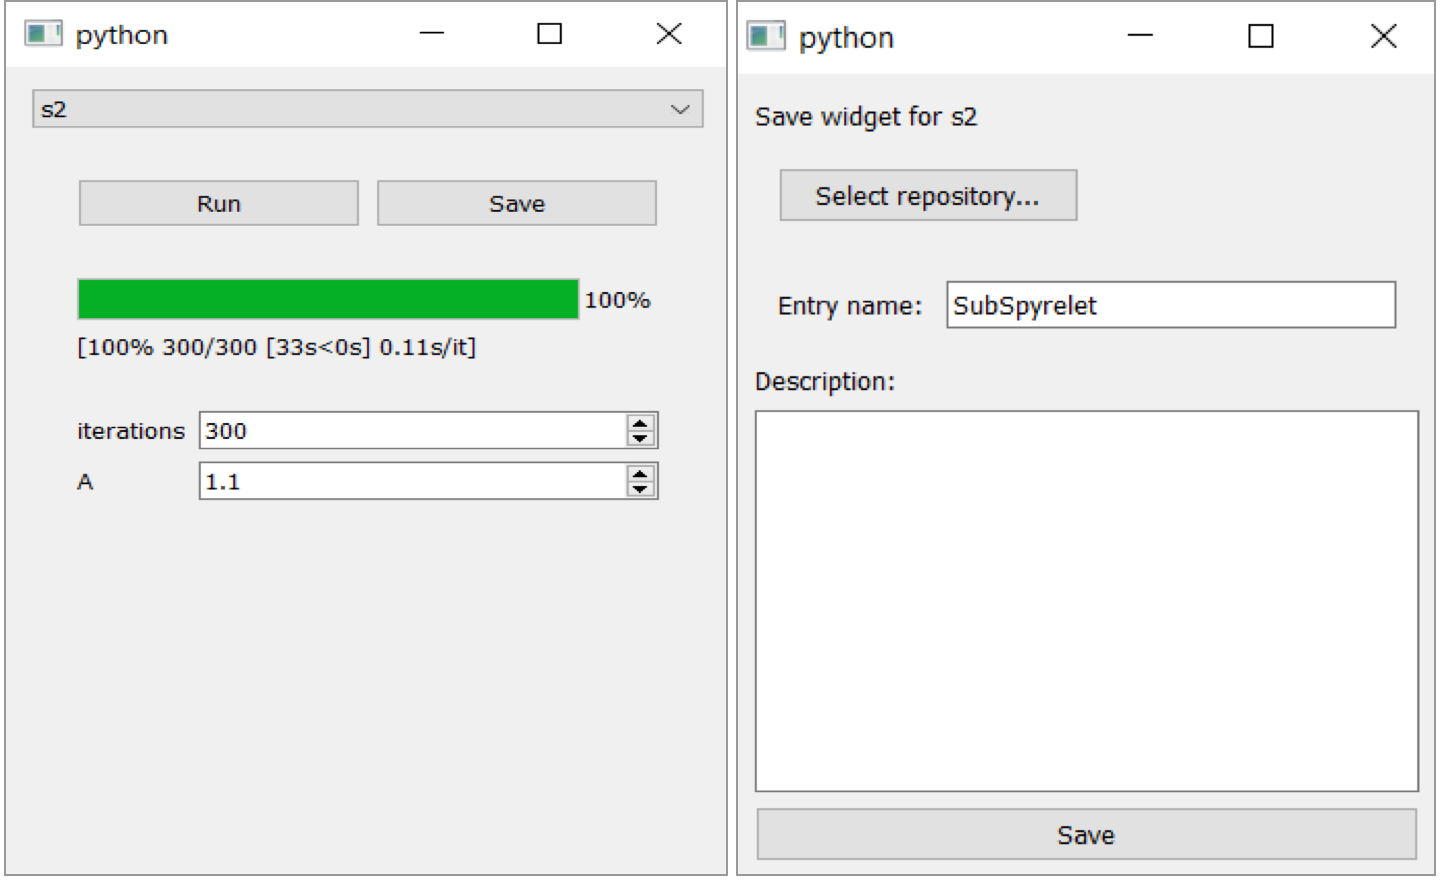 python
s2
Run
Save
100%
[100% 300/300 [33s<0s] 0.11s/it]
iterations 300
A 1.1
python
Save widget for s2
Select repository...
Entry name: SubSpyrelet
Description:
Save